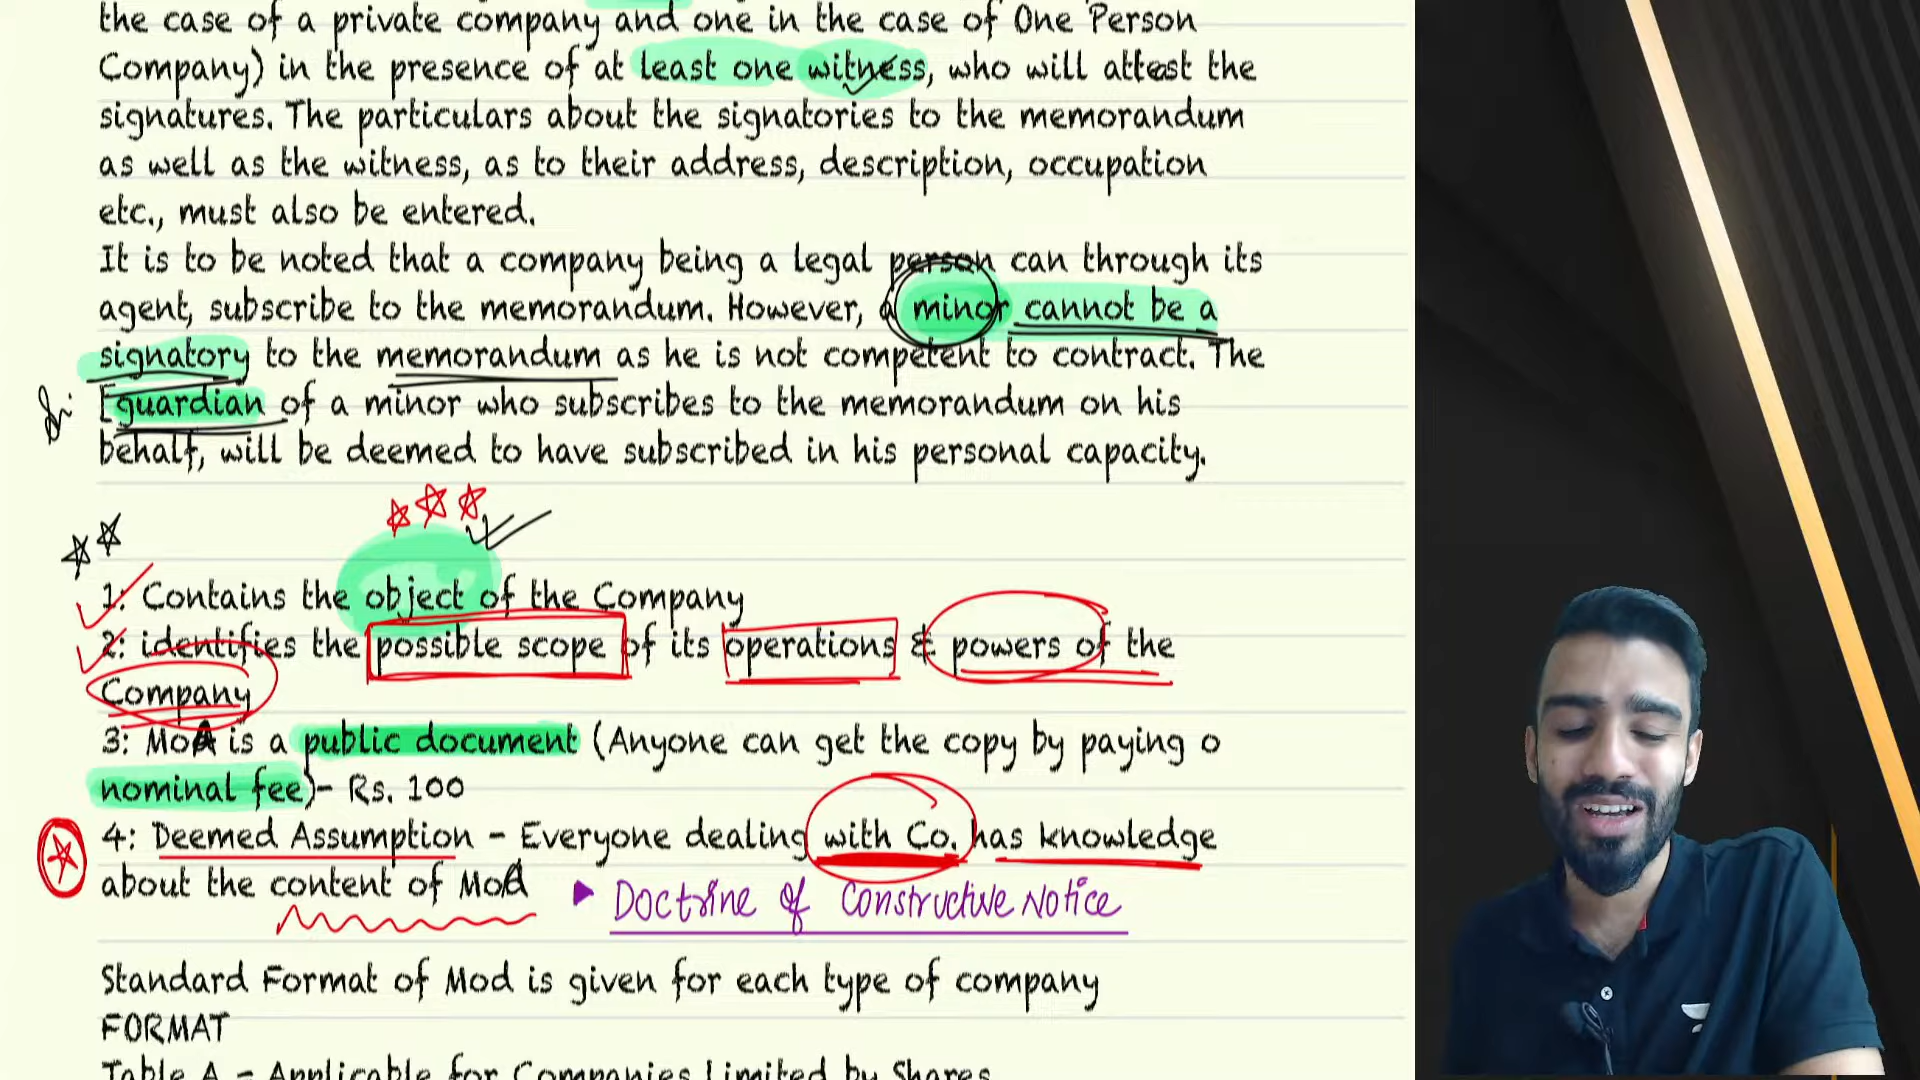 the case of a private company and one in the case of One Person
Company) in the presence of at least one witness, who will attest the
signatures. The particulars about the signatories to the memorandum
as well as the witness, as to their address, description, occupation
etc., must also be entered.
It is to be noted that a company being a legal person can through its
agent, subscribe to the memorandum. However, a minor cannot be a
signatory to the memorandum as he is not competent to contract. The
guardian of a minor who subscribes to the memorandum on his
behalf, will be deemed to have subscribed in his personal capacity.
1: Contains the object of the Company
2: identifies the possible scope of its operations & powers of the
Company
3: MoA is a public document (Anyone can get the copy by paying o
nominal fee)- Rs. 100
4: Deemed Assumption - Everyone dealing with Co. has knowledge
about the content of MoA
Doctrine of Constructive Notice
Standard Format of Mod is given for each type of company
FORMAT
Table A = Applicable for Companies Limited by Shares